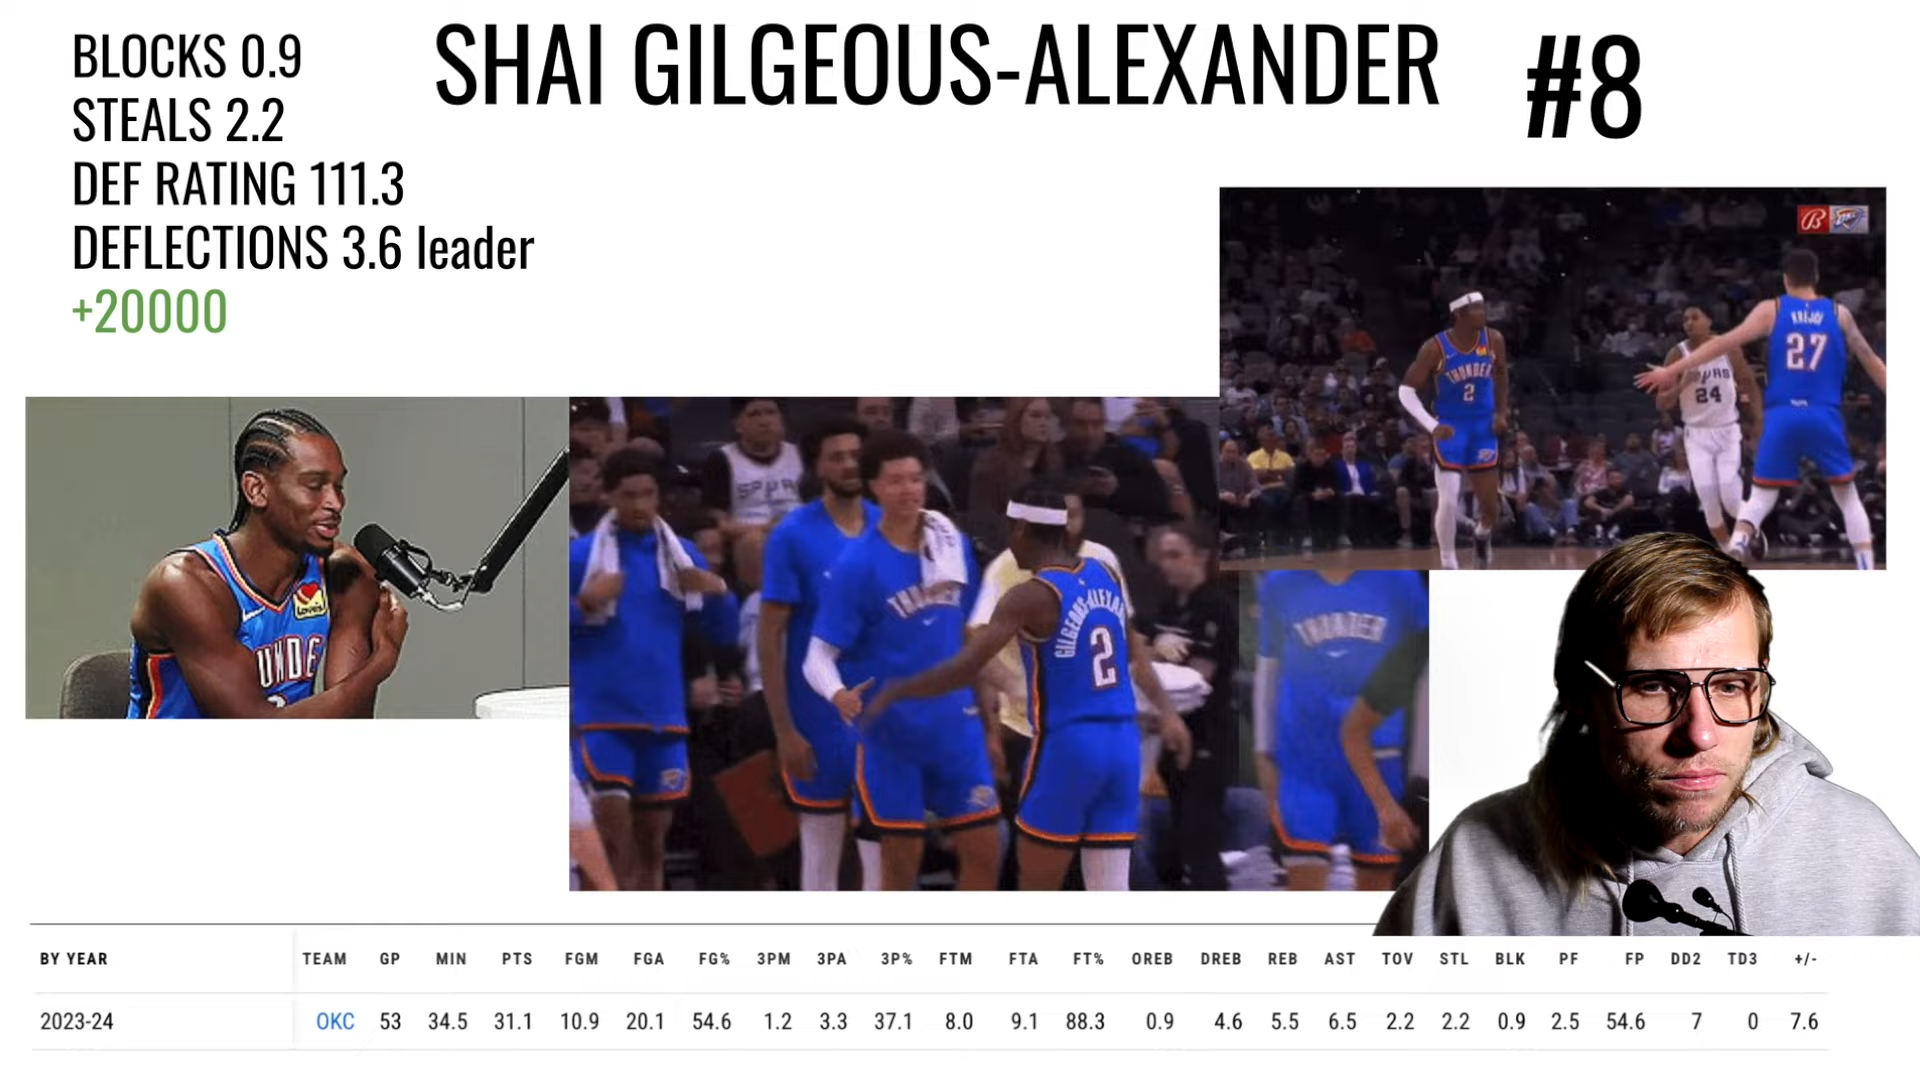 BLOCKS 0.9
STEALS 2.2
DEF RATING 111.3
DEFLECTIONS 3.6 leader
+20000
SHAI GILGEOUS-ALEXANDER
#8
B
THUNDER
2
SPURS
24
27
Love's
SPUR
THUNDER
2
THUNDER
BY YEAR TEAM GP MIN PTS FGM FGA FG% 3PM 3PA 3P% FTM FTA FT% OREB DREB REB AST TOV STL BLK PF FP DD2 TD3 +/-
2023-24 OKC 53 34.5 31.1 10.9 20.1 54.6 1.2 3.3 37.1 8.0 9.1 88.3 0.9 4.6 5.5 6.5 2.2 2.2 0.9 2.5 54.6 7 0 7.6